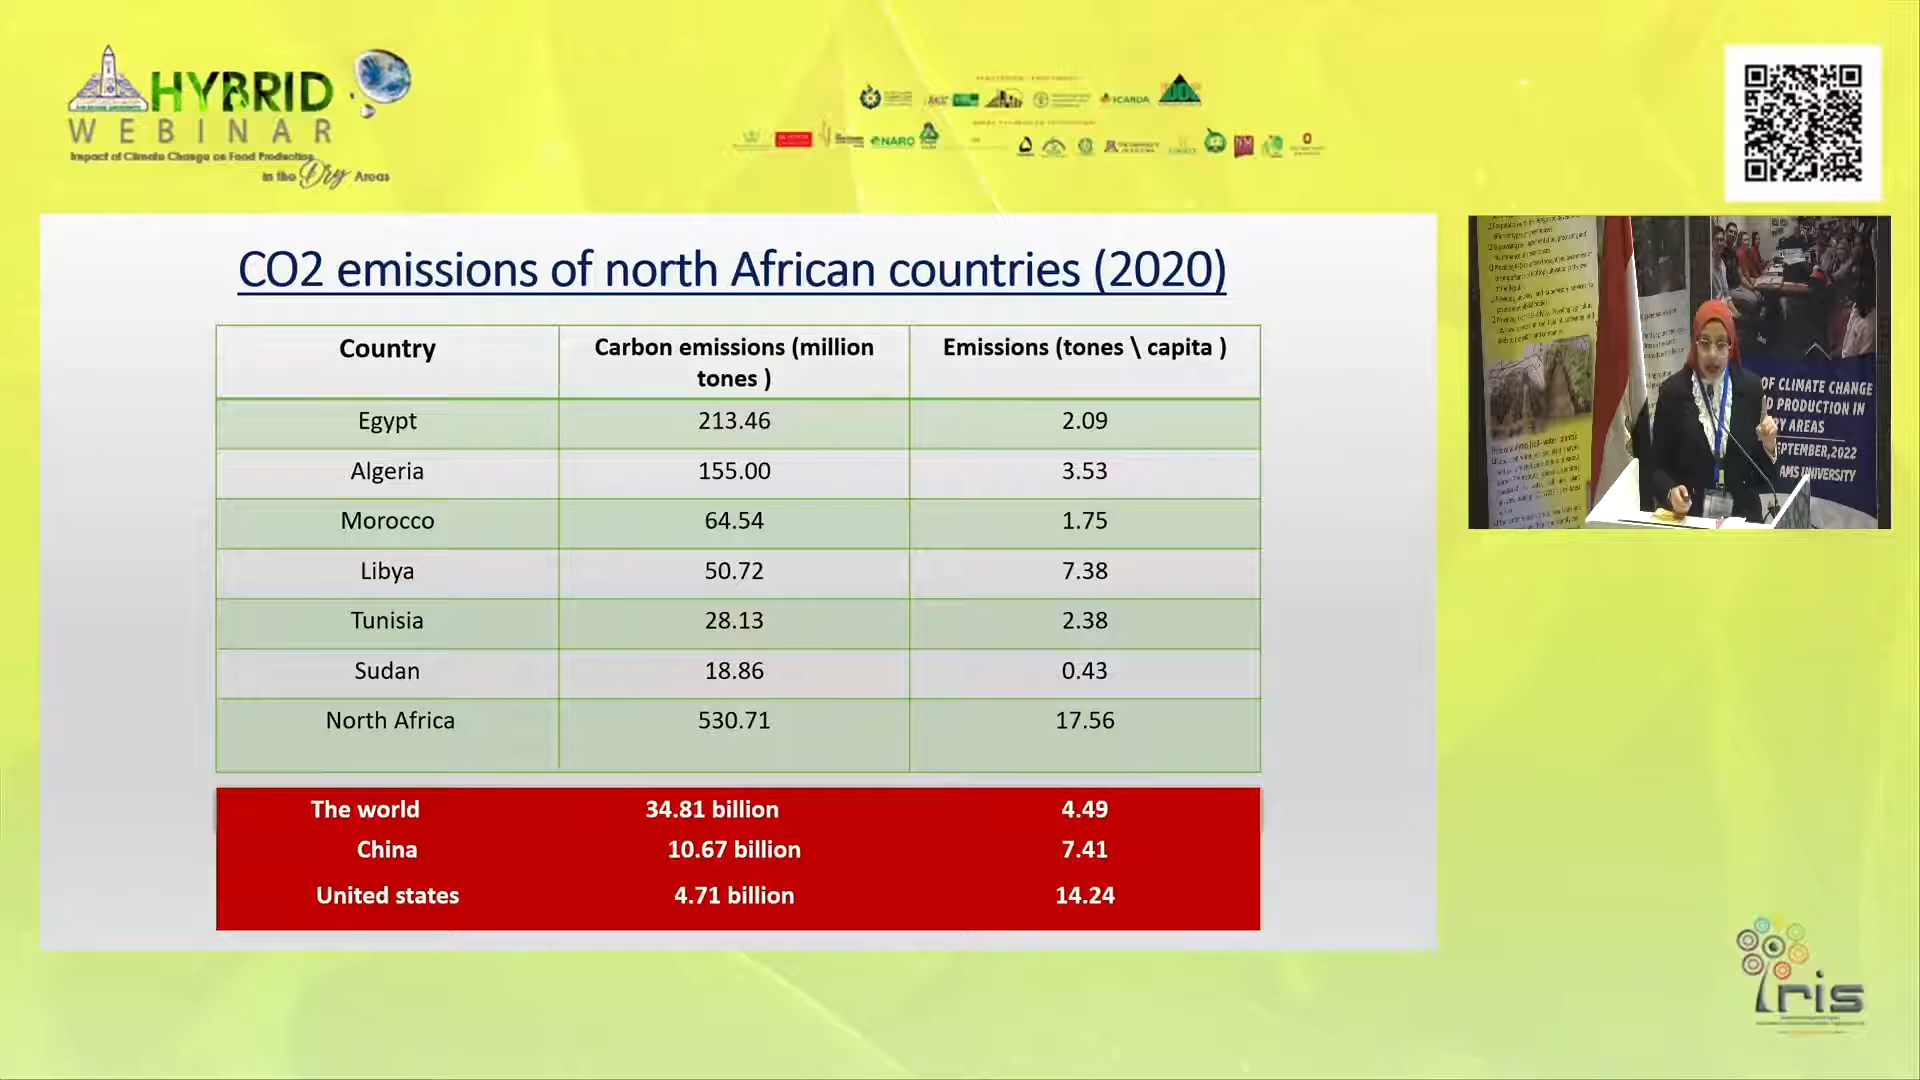 HYBRID
WEBINAR
Impact of Climate Change on Food Production
in the Dry Areas
ICARDA
NARC
CO2 emissions of north African countries (2020)
Country Carbon emissions (million tones ) Emissions (tones \ capita )
Egypt 213.46 2.09
Algeria 155.00 3.53
Morocco 64.54 1.75
Libya 50.72 7.38
Tunisia 28.13 2.38
Sudan 18.86 0.43
North Africa 530.71 17.56
The world 34.81 billion 4.49
China 10.67 billion 7.41
United states 4.71 billion 14.24
OF CLIMATE CHANGE
PRODUCTION IN
AREAS
,2022
AMS UNIVERSITY
iris